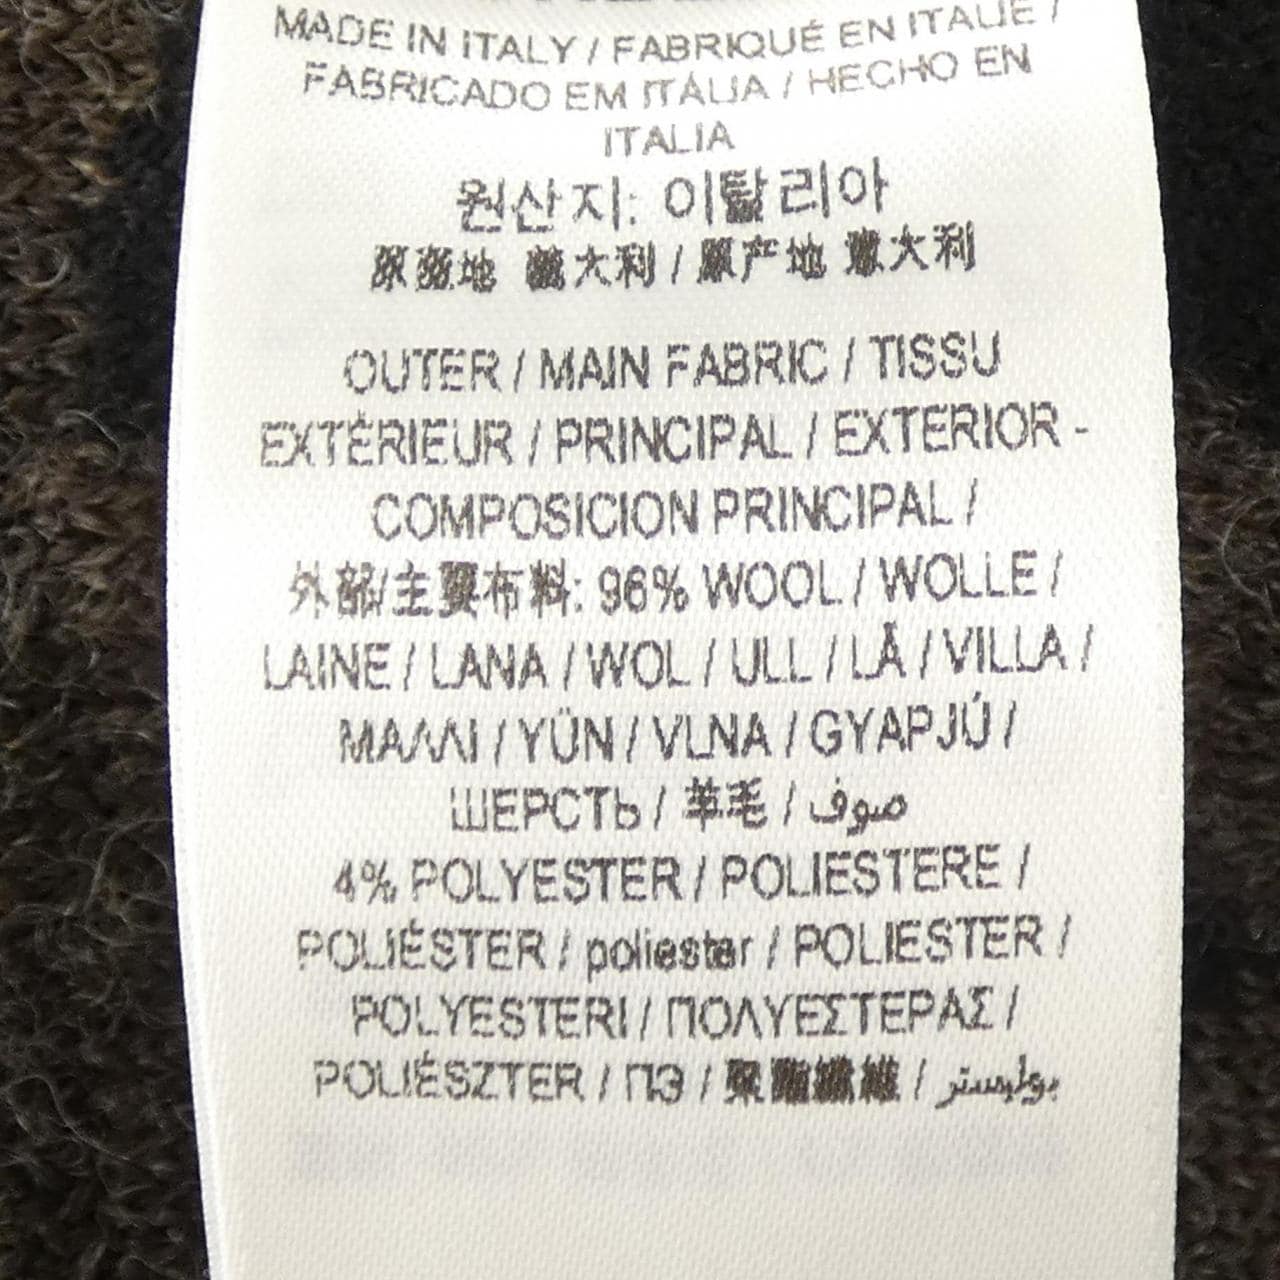 MADE IN ITALY / FABRIQUÉ EN ITALIE /
FABRICADO EM ITÁLIA / HECHO EN
ITALIA
원산지: 이탈리아
原產地 義大利 / 原产地 意大利
OUTER / MAIN FABRIC / TISSU
EXTÉRIEUR / PRINCIPAL / EXTERIOR -
COMPOSICION PRINCIPAL /
外部/主要布料: 96% WOOL / WOLLE /
LAINE / LANA / WOL / ULL / LÃ / VILLA /
ΜΑΛΛΙ / YÜN / VLNA / GYAPJÚ /
ШЕРСТЬ / 羊毛 / صوف
4% POLYESTER / POLIESTERE /
POLIÉSTER / poliester / POLIESTER /
POLYESTERI / ΠΟΛΥΕΣΤΕΡΑΣ /
POLIÉSZTER / ПЭ / 聚酯纖維 / بوليستر